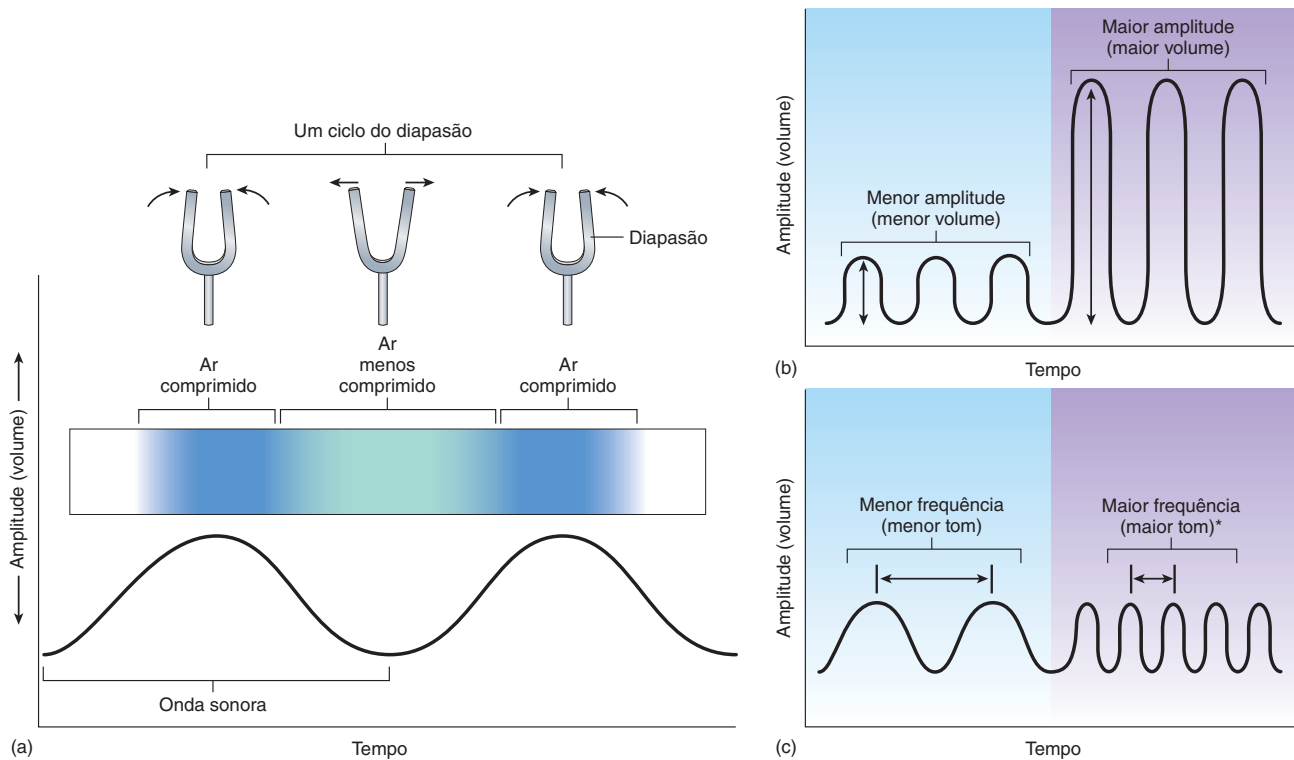 Um ciclo do diapasão
Diapasão
Ar
comprimido
Ar
menos
comprimido
Ar
comprimido
Amplitude (volume)
Onda sonora
(a)
Tempo
Maior amplitude
(maior volume)
Menor amplitude
(menor volume)
Amplitude (volume)
(b)
Tempo
Menor frequência
(menor tom)
Maior frequência
(maior tom)*
Amplitude (volume)
(c)
Tempo